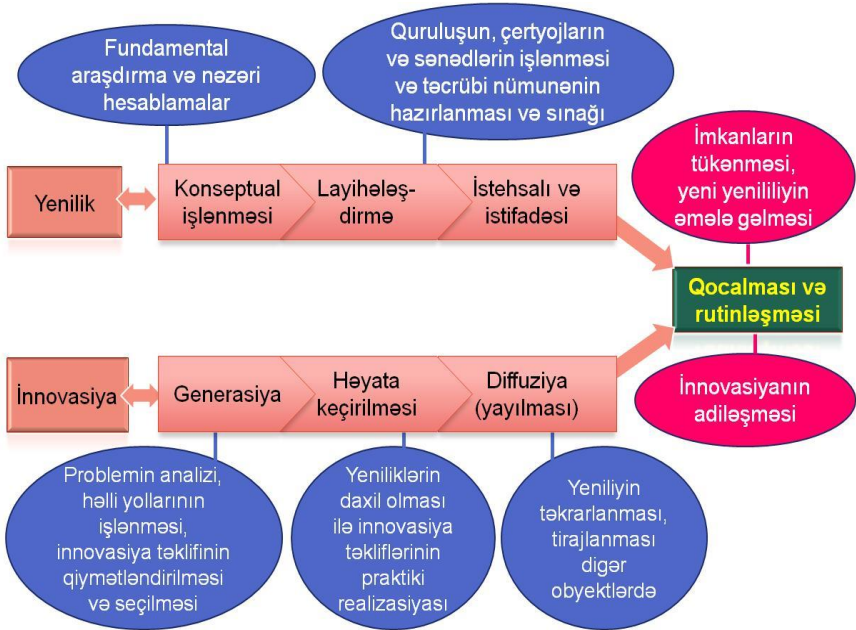 Fundamental
araşdırma və nəzəri
hesablamalar
Quruluşun, çertyojların
və sənədlərin işlənməsi
və təcrübi nümunənin
hazırlanması və sınağı
İmkanların
tükənməsi,
yeni yenililiyin
əmələ gəlməsi
Yenilik
Konseptual
işlənməsi
Layihələş-
dirmə
İstehsalı və
istifadəsi
Qocalması və
rutinləşməsi
İnnovasiya
Generasiya
Həyata
keçirilməsi
Diffuziya
(yayılması)
İnnovasiyanın
adiləşməsi
Problemin analizi,
həlli yollarının
işlənməsi,
innovasiya təklifinin
qiymətləndirilməsi
və seçilməsi
Yeniliklərin
daxil olması
ilə innovasiya
təkliflərinin
praktiki
realizasiyası
Yeniliyin
təkrarlanması,
tirajlanması
digər
obyektlərdə